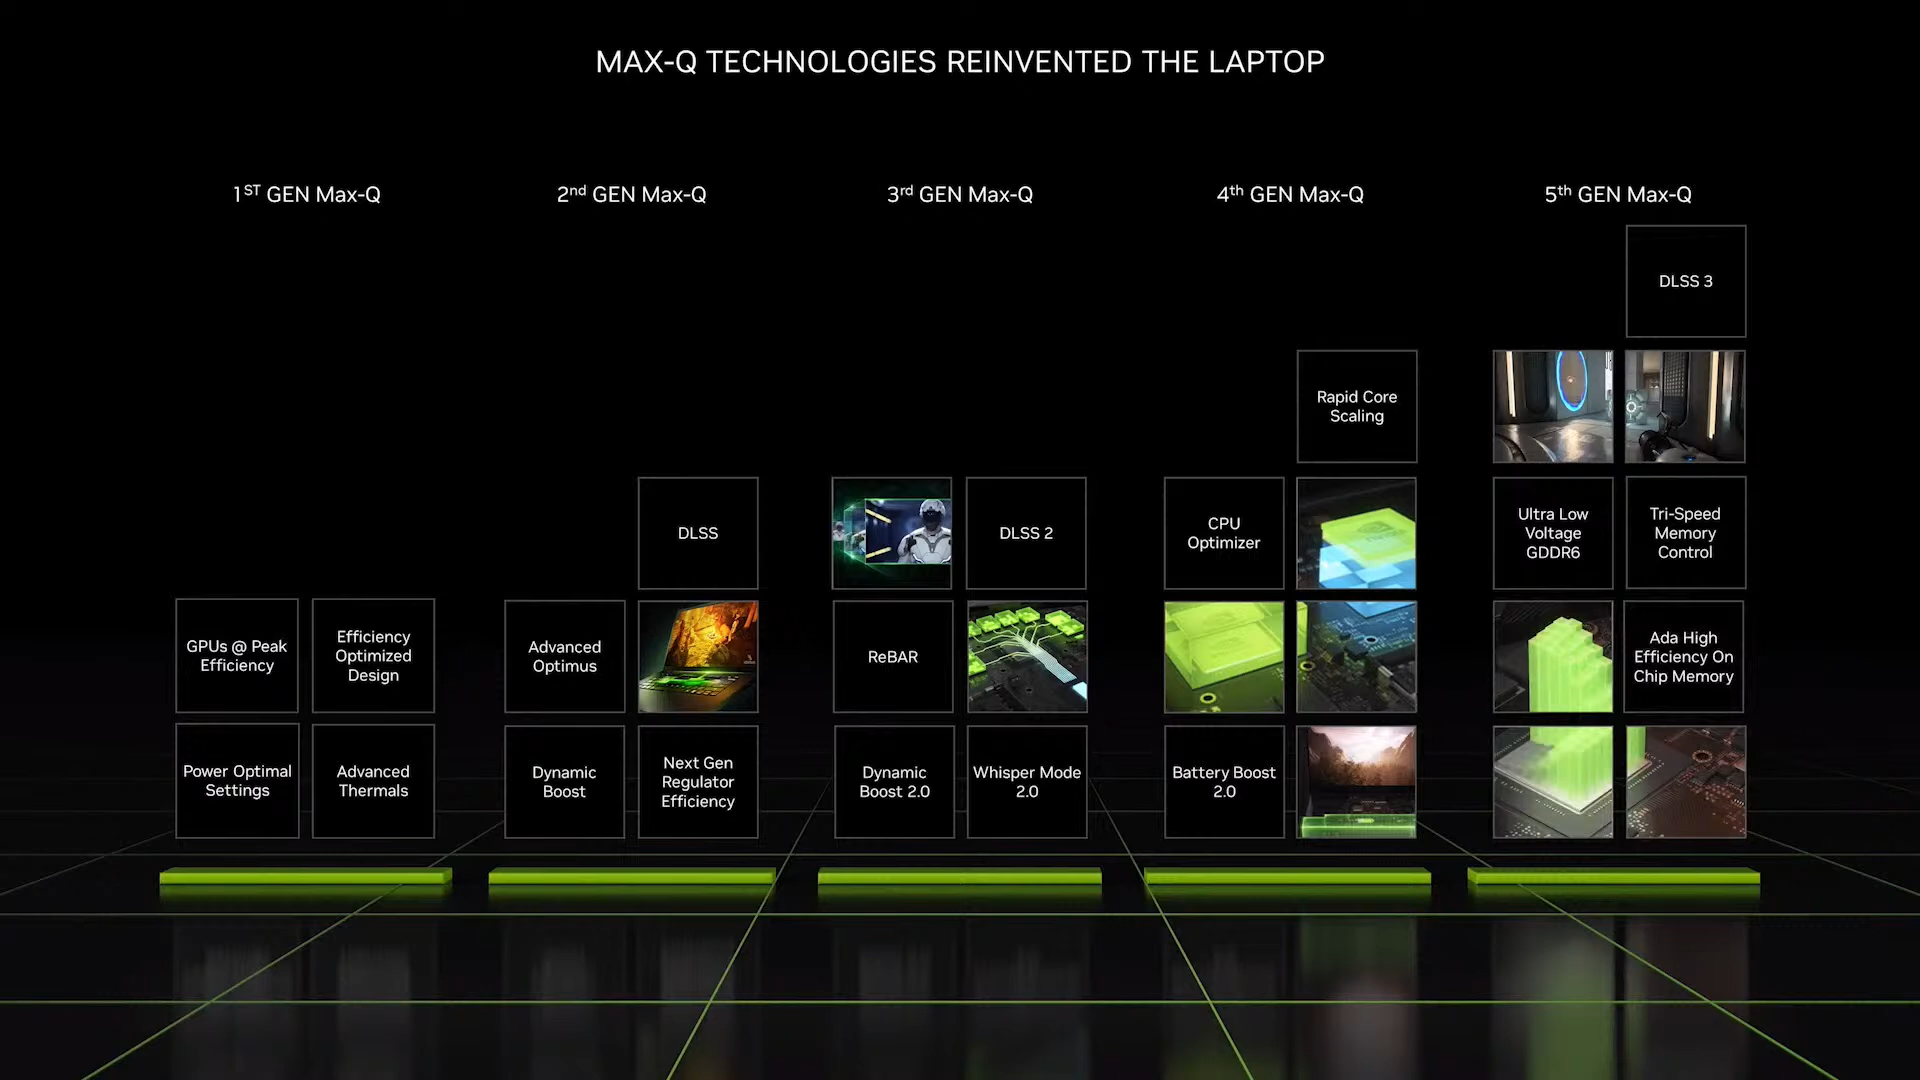 MAX-Q TECHNOLOGIES REINVENTED THE LAPTOP
1ST GEN Max-Q
GPUs @ Peak
Efficiency
Efficiency
Optimized
Design
Power Optimal
Settings
Advanced
Thermals
2nd GEN Max-Q
DLSS
Advanced
Optimus
Dynamic
Boost
Next Gen
Regulator
Efficiency
3rd GEN Max-Q
DLSS 2
ReBAR
Dynamic
Boost 2.0
Whisper Mode
2.0
4th GEN Max-Q
Rapid Core
Scaling
CPU
Optimizer
Battery Boost
2.0
5th GEN Max-Q
DLSS 3
Ultra Low
Voltage
GDDR6
Tri-Speed
Memory
Control
Ada High
Efficiency On
Chip Memory